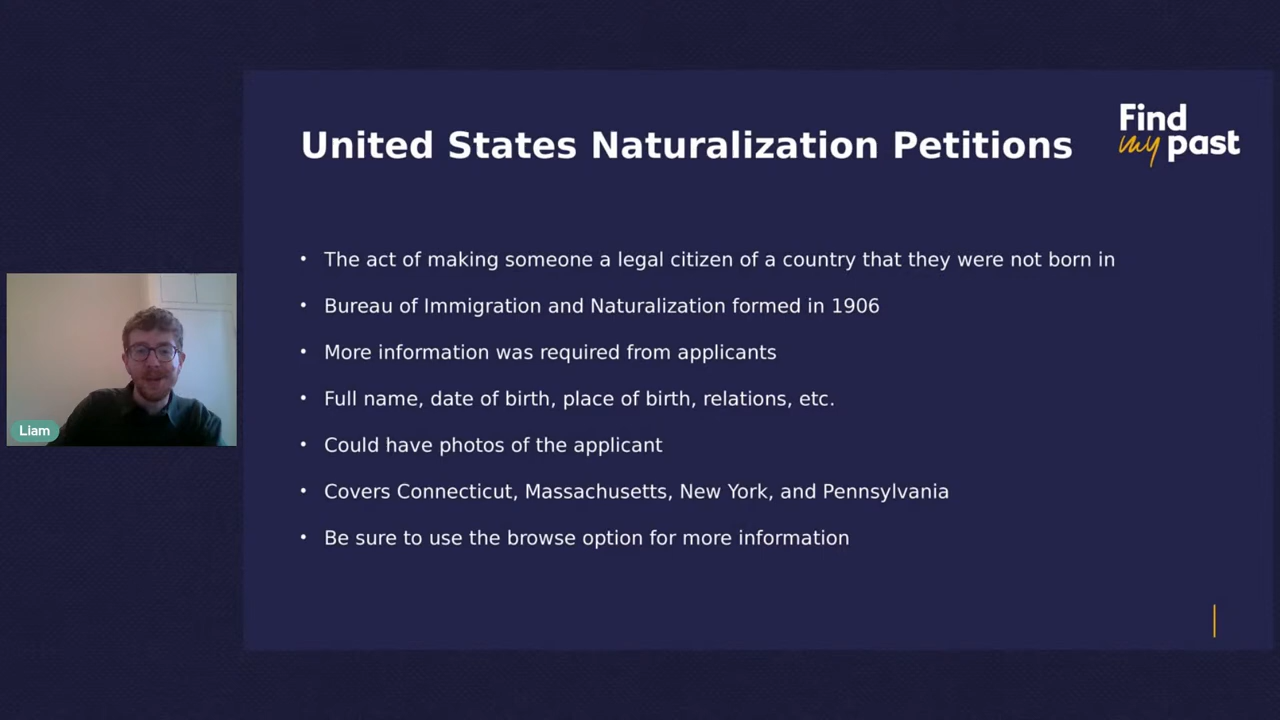 United States Naturalization Petitions
Find
my past
• The act of making someone a legal citizen of a country that they were not born in
• Bureau of Immigration and Naturalization formed in 1906
• More information was required from applicants
• Full name, date of birth, place of birth, relations, etc.
• Could have photos of the applicant
• Covers Connecticut, Massachusetts, New York, and Pennsylvania
• Be sure to use the browse option for more information
Liam